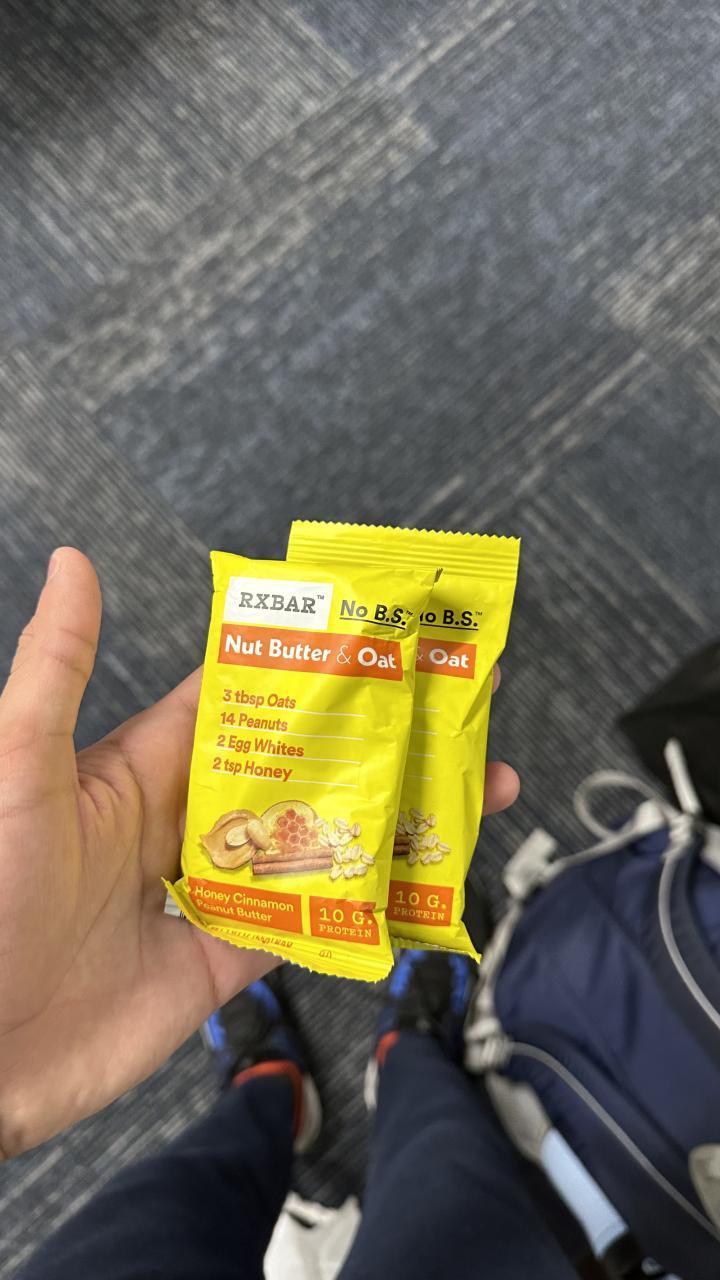 RXBAR™ No B.S.™
Nut Butter & Oat
3 tbsp Oats
14 Peanuts
2 Egg Whites
2 tsp Honey
Honey Cinnamon
Peanut Butter
10 G.
PROTEIN
No B.S.™
& Oat
10 G.
PROTEIN